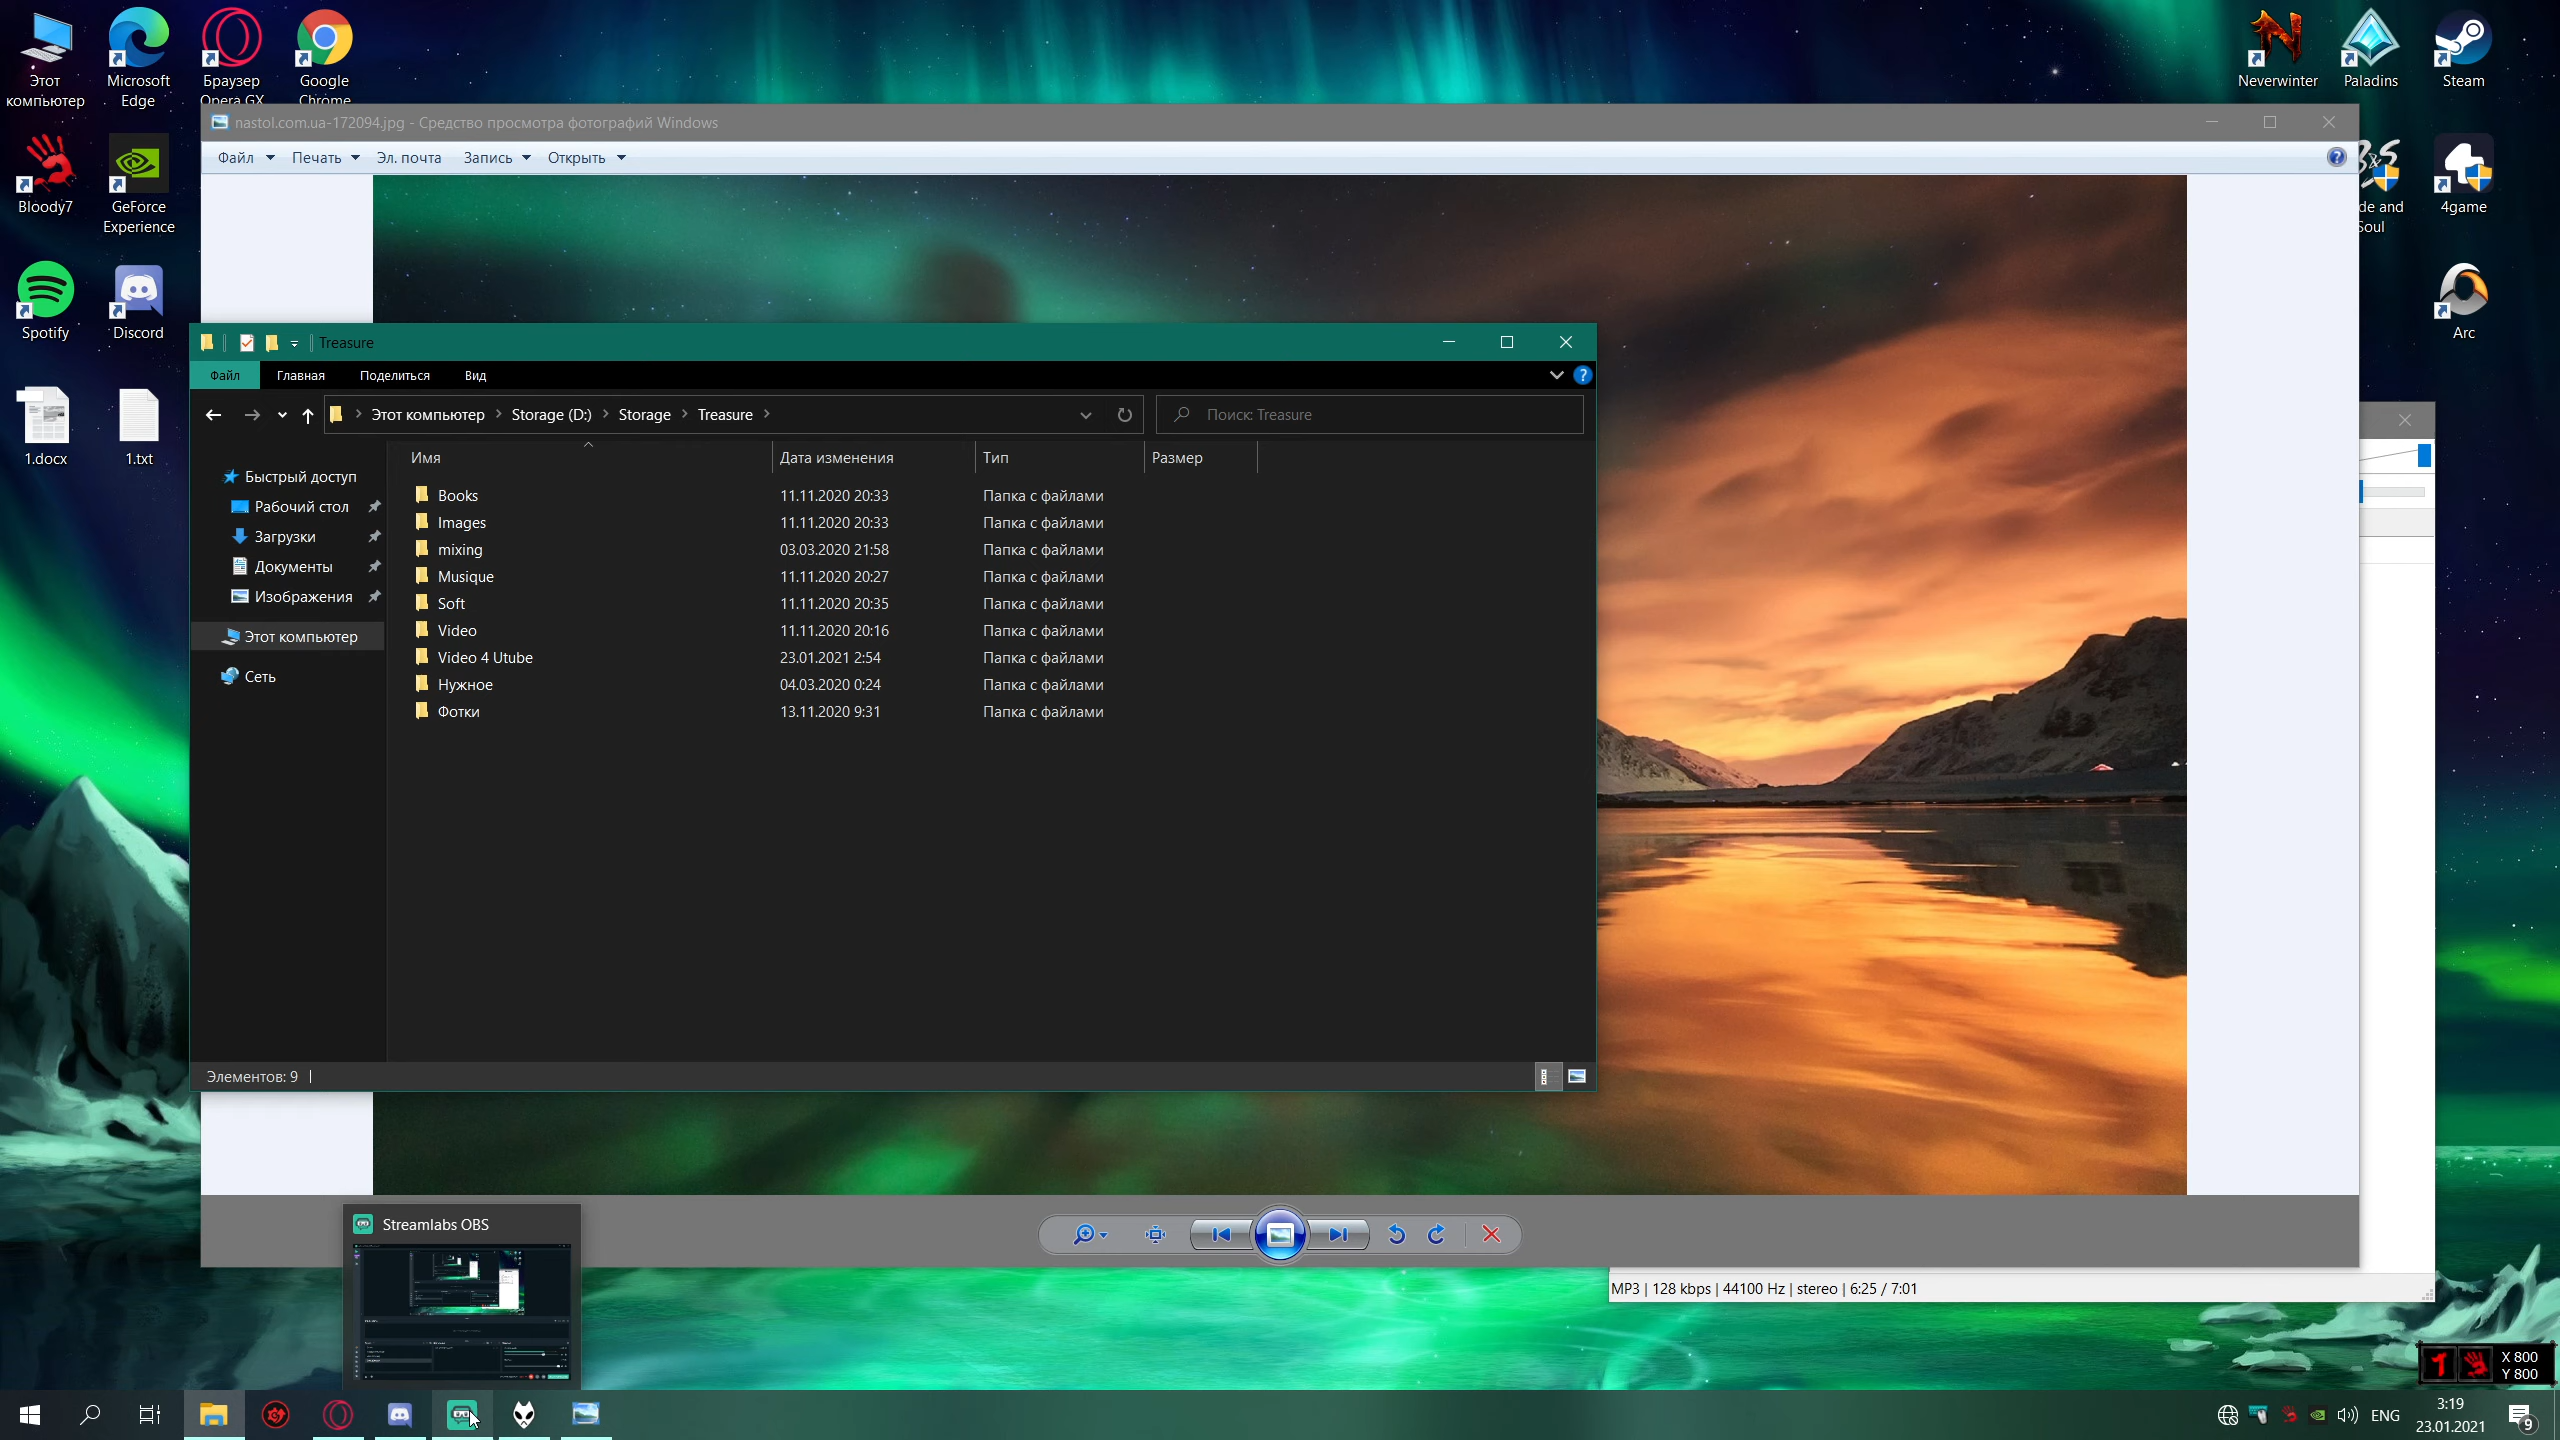 Этот
компьютер
Microsoft
Edge
Браузер
Opera GX
Google
Chrome
Neverwinter
Paladins
Steam
nastol.com.ua-172094.jpg - Средство просмотра фотографий Windows
Файл
Печать
Эл. почта
Запись
Открыть
Bloody7
GeForce
Experience
de and
Soul
4game
Spotify
Discord
Arc
1.docx
1.txt
Treasure
Файл
Главная
Поделиться
Вид
Этот компьютер
Storage (D:)
Storage
Treasure
Поиск: Treasure
Имя
Дата изменения
Тип
Размер
Быстрый доступ
Рабочий стол
Загрузки
Документы
Изображения
Этот компьютер
Сеть
Books 11.11.2020 20:33 Папка с файлами
Images 11.11.2020 20:33 Папка с файлами
mixing 03.03.2020 21:58 Папка с файлами
Musique 11.11.2020 20:27 Папка с файлами
Soft 11.11.2020 20:35 Папка с файлами
Video 11.11.2020 20:16 Папка с файлами
Video 4 Utube 23.01.2021 2:54 Папка с файлами
Нужное 04.03.2020 0:24 Папка с файлами
Фотки 13.11.2020 9:31 Папка с файлами
Элементов: 9
Streamlabs OBS
MP3 | 128 kbps | 44100 Hz | stereo | 6:25 / 7:01
1
X 800
Y 800
ENG
3:19
23.01.2021
9